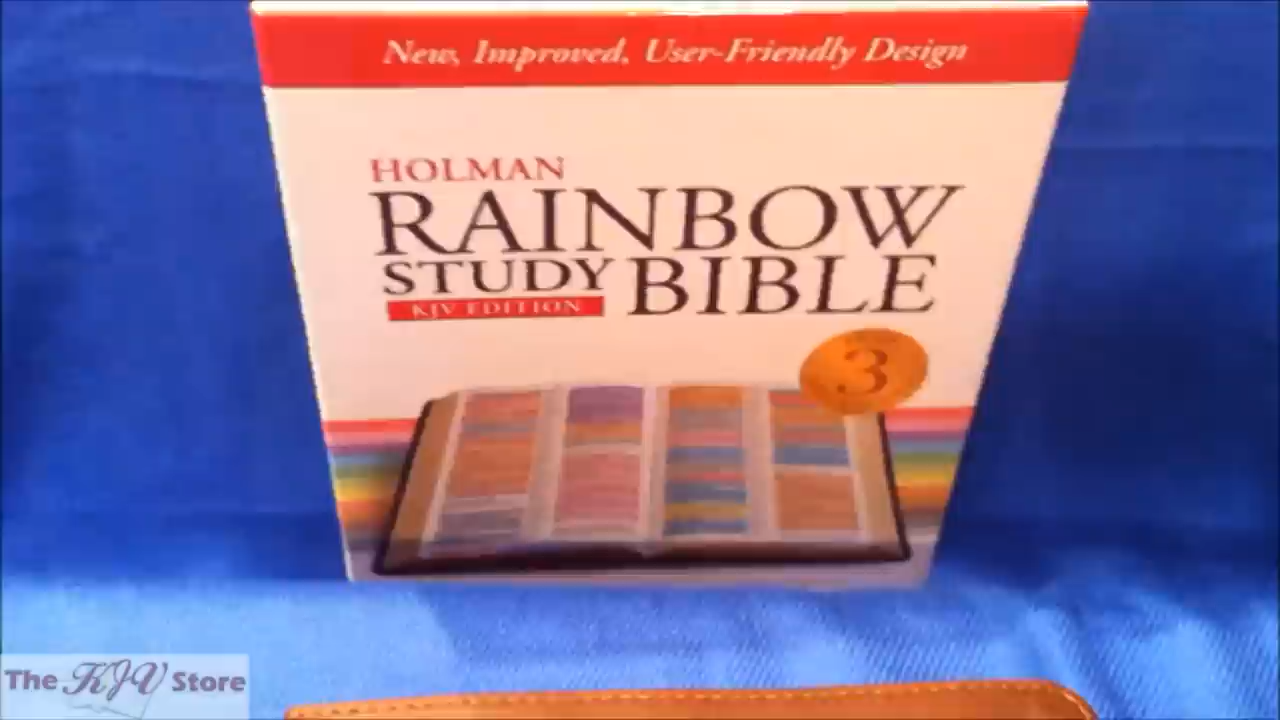 New, Improved, User-Friendly Design
HOLMAN
RAINBOW
STUDY BIBLE
KJV EDITION
3
The KJV Store